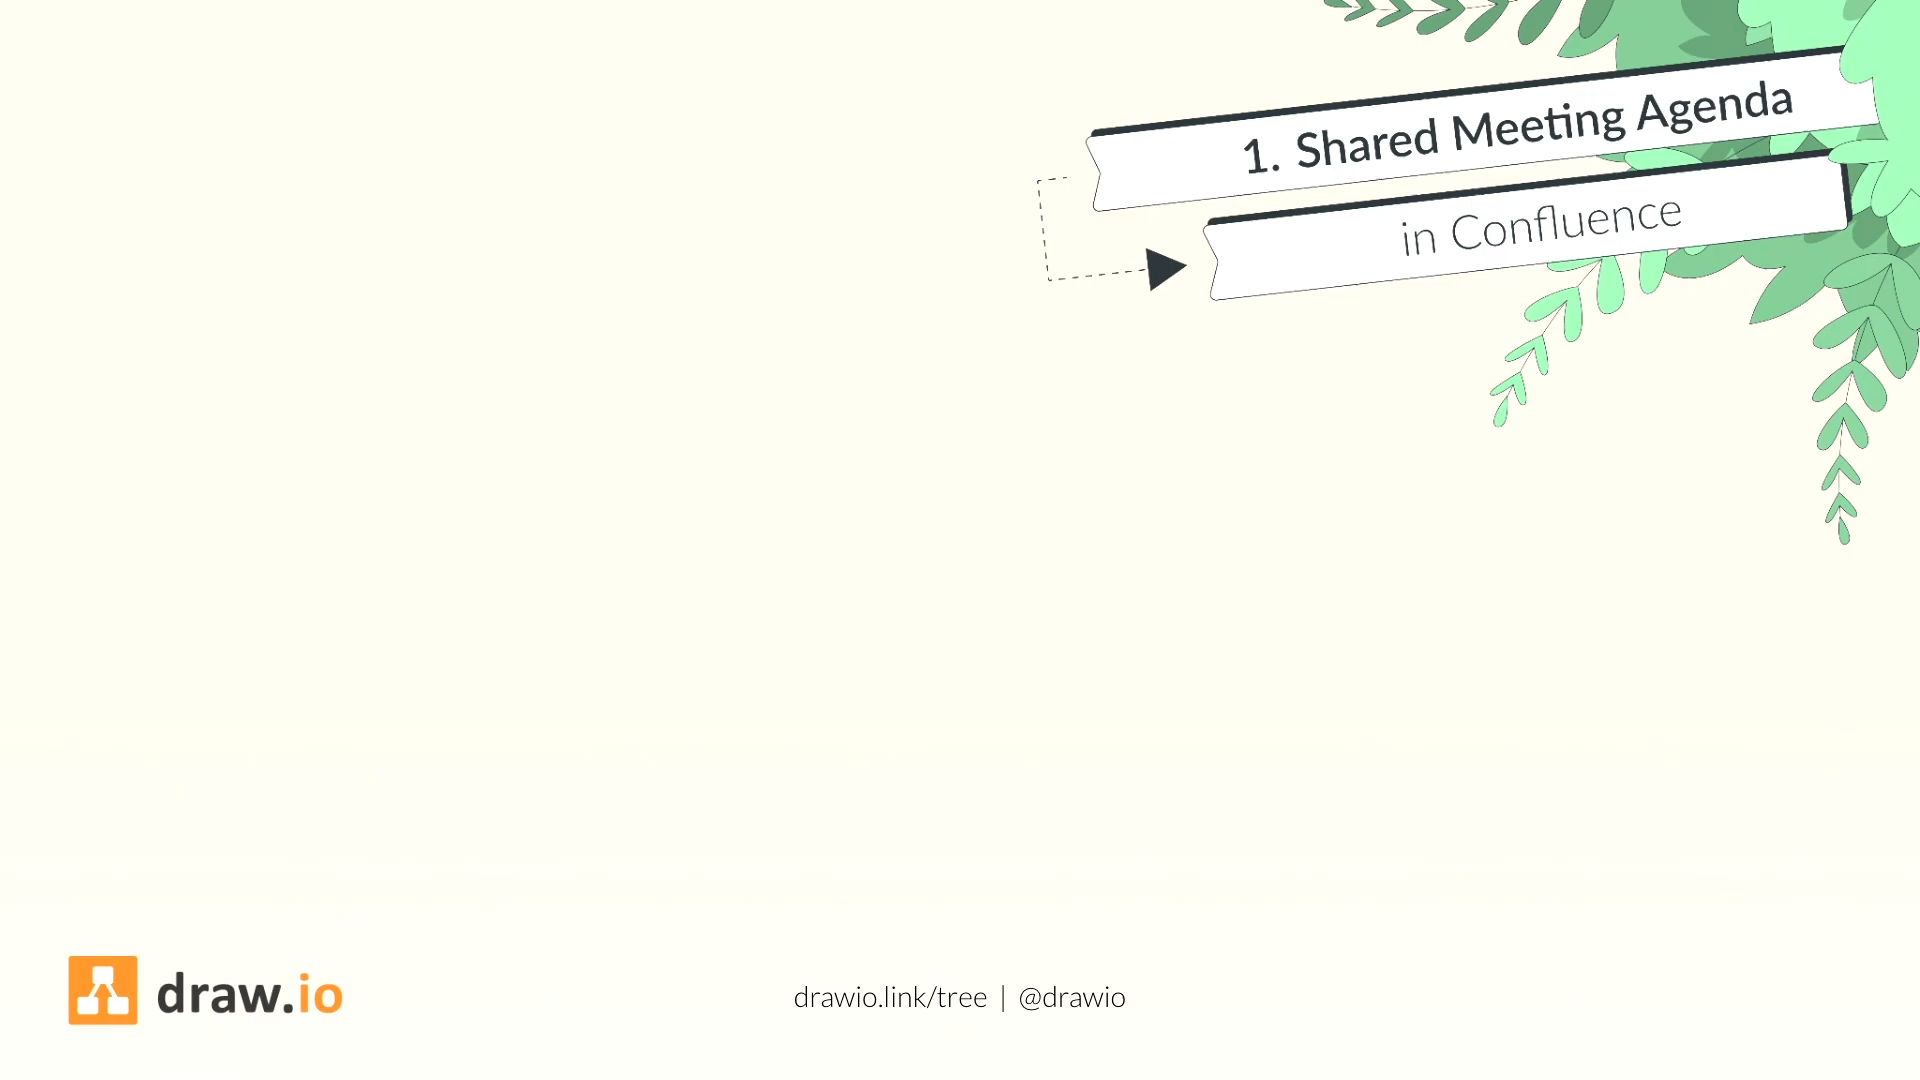 1. Shared Meeting Agenda
in Confluence
draw.io
drawio.link/tree | @drawio